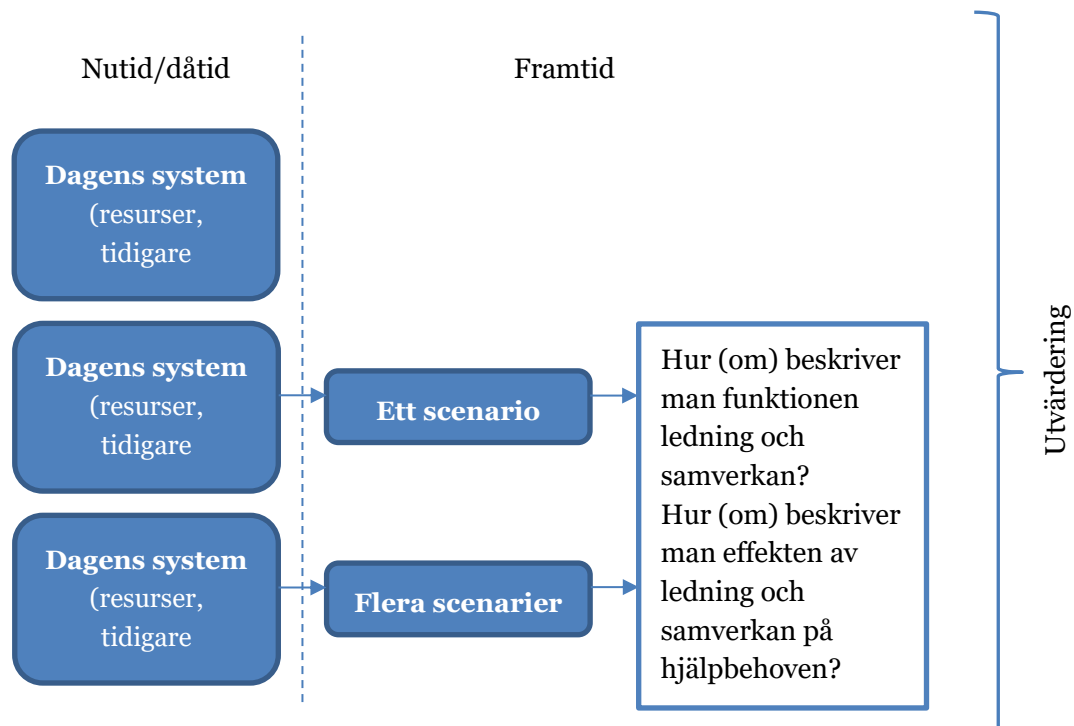 Nutid/dåtid
Framtid
Dagens system
(resurser,
tidigare
Dagens system
(resurser,
tidigare
Ett scenario
Dagens system
(resurser,
tidigare
Flera scenarier
Hur (om) beskriver
man funktionen
ledning och
samverkan?
Hur (om) beskriver
man effekten av
ledning och
samverkan på
hjälpbehoven?
Utvärdering